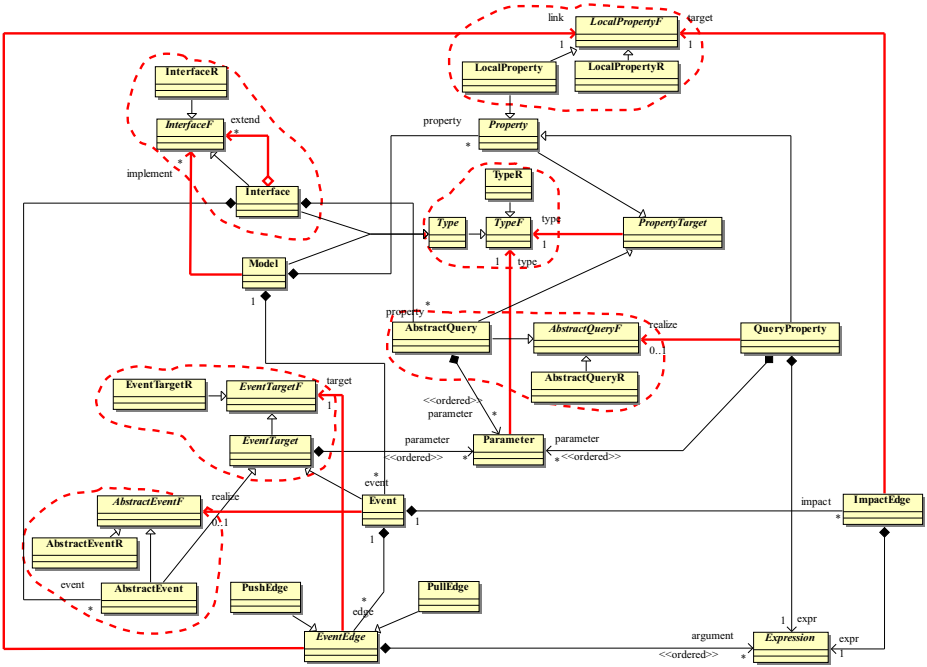 link
LocalPropertyF
target
1
1
LocalProperty
LocalPropertyR
InterfaceR
InterfaceF
extend
*
property
*
Property
*
implement
TypeR
Interface
Type
TypeF
type
1
PropertyTarget
1
type
Model
1
*
property
AbstractQuery
AbstractQueryF
realize
0..1
QueryProperty
AbstractQueryR
EventTargetR
EventTargetF
target
1
<<ordered>>
parameter
*
EventTarget
parameter
<<ordered>>
*
Parameter
parameter
*
<<ordered>>
*
event
AbstractEventF
realize
0..1
Event
1
1
impact
*
ImpactEdge
AbstractEventR
event
*
AbstractEvent
PushEdge
PullEdge
*
edge
EventEdge
argument
<<ordered>>
*
1
expr
Expression
expr
1